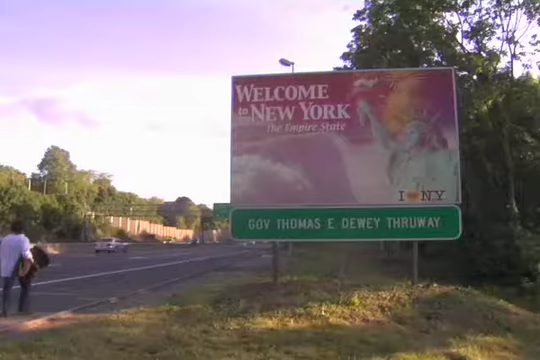 WELCOME
to NEW YORK
The Empire State
I NY
GOV THOMAS E DEWEY THRUWAY